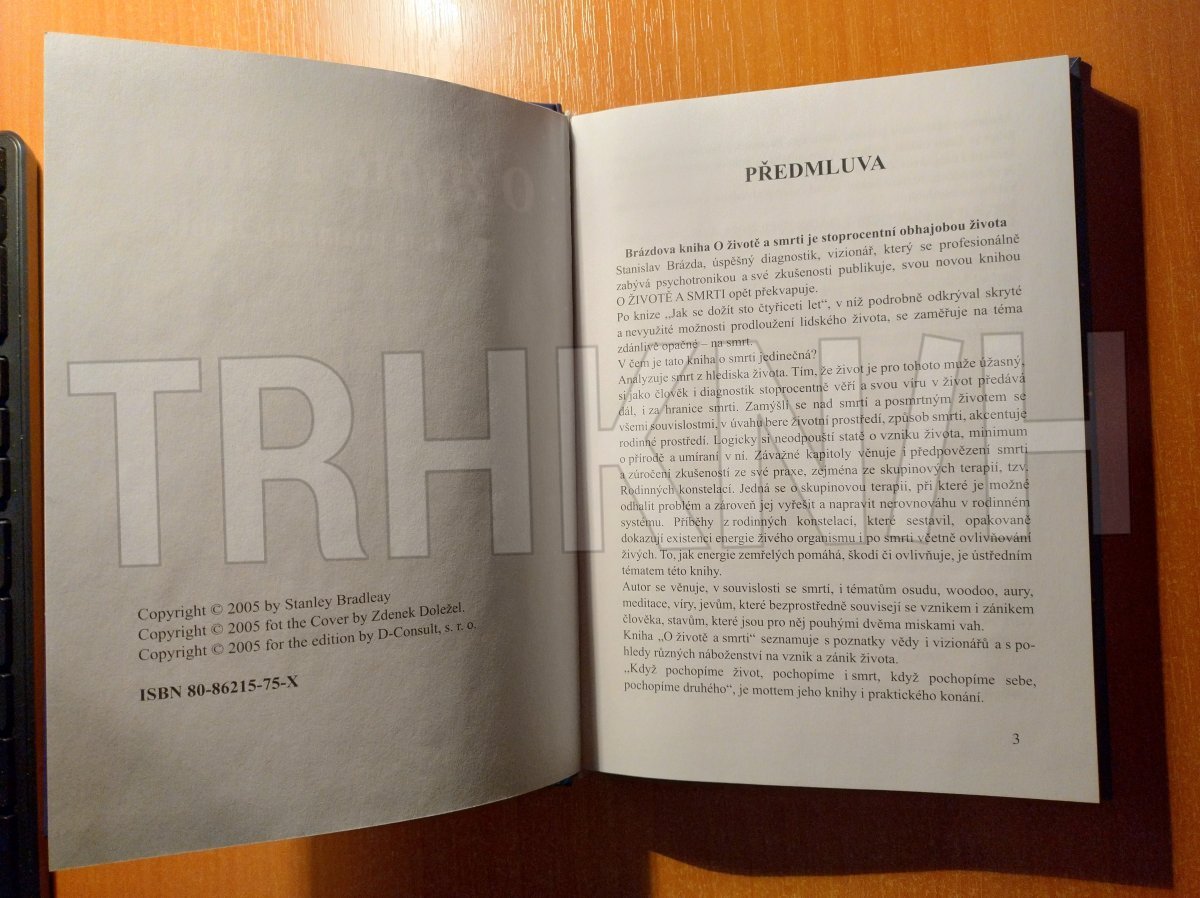 Copyright © 2005 by Stanley Bradleay
Copyright © 2005 fot the Cover by Zdenek Doležel.
Copyright © 2005 for the edition by D-Consult, s. r. o.
ISBN 80-86215-75-X
PŘEDMLUVA
Brázdova kniha O životě a smrti je stoprocentní obhajobou života
Stanislav Brázda, úspěšný diagnostik, vizionář, který se profesionálně
zabývá psychotronikou a své zkušenosti publikuje, svou novou knihou
O ŽIVOTĚ A SMRTI opět překvapuje.
Po knize „Jak se dožít sto čtyřiceti let“, v níž podrobně odkrýval skryté
a nevyužité možnosti prodloužení lidského života, se zaměřuje na téma
zdánlivě opačné – na smrt.
V čem je tato kniha o smrti jedinečná?
Analyzuje smrt z hlediska života. Tím, že život je pro tohoto muže úžasný,
si jako člověk i diagnostik stoprocentně věří a svou víru v život předává
dál, i za hranice smrti. Zamýšlí se nad smrtí a posmrtným životem se
všemi souvislostmi, v úvahu bere životní prostředí, způsob smrti, akcentuje
rodinné prostředí. Logicky si neodpouští statě o vzniku života, minimum
o přírodě a umíraní v ní. Závažné kapitoly věnuje i předpovězení smrti
a zúročení zkušeností ze své praxe, zejména ze skupinových terapií, tzv.
Rodinných konstelací. Jedná se o skupinovou terapii, při které je možné
odhalit problém a zároveň jej vyřešit a napravit nerovnováhu v rodinném
systému. Příběhy z rodinných konstelací, které sestavil, opakovaně
dokazují existenci energie živého organismu i po smrti včetně ovlivňování
živých. To, jak energie zemřelých pomáhá, škodí či ovlivňuje, je ústředním
tématem této knihy.
Autor se věnuje, v souvislosti se smrtí, i tématům osudu, woodoo, aury,
meditace, víry, jevům, které bezprostředně souvisejí se vznikem i zánikem
člověka, stavům, které jsou pro něj pouhými dvěma miskami vah.
Kniha „O životě a smrti“ seznamuje s poznatky vědy i vizionářů a s po-
hledy různých náboženství na vznik a zánik života.
„Když pochopíme život, pochopíme i smrt, když pochopíme sebe,
pochopíme druhého“, je mottem jeho knihy i praktického konání.
3
TRHKNIH